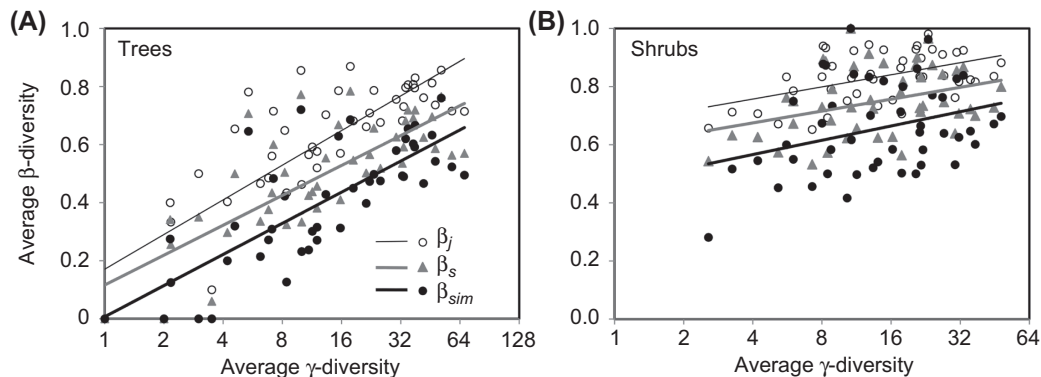 (A)
Trees
Average β-diversity
1.0
0.8
0.6
0.4
0.2
0
βj
βs
βsim
1 2 4 8 16 32 64 128
Average γ-diversity
(B)
Shrubs
1.0
0.8
0.6
0.4
0.2
0.0
1 2 4 8 16 32 64
Average γ-diversity